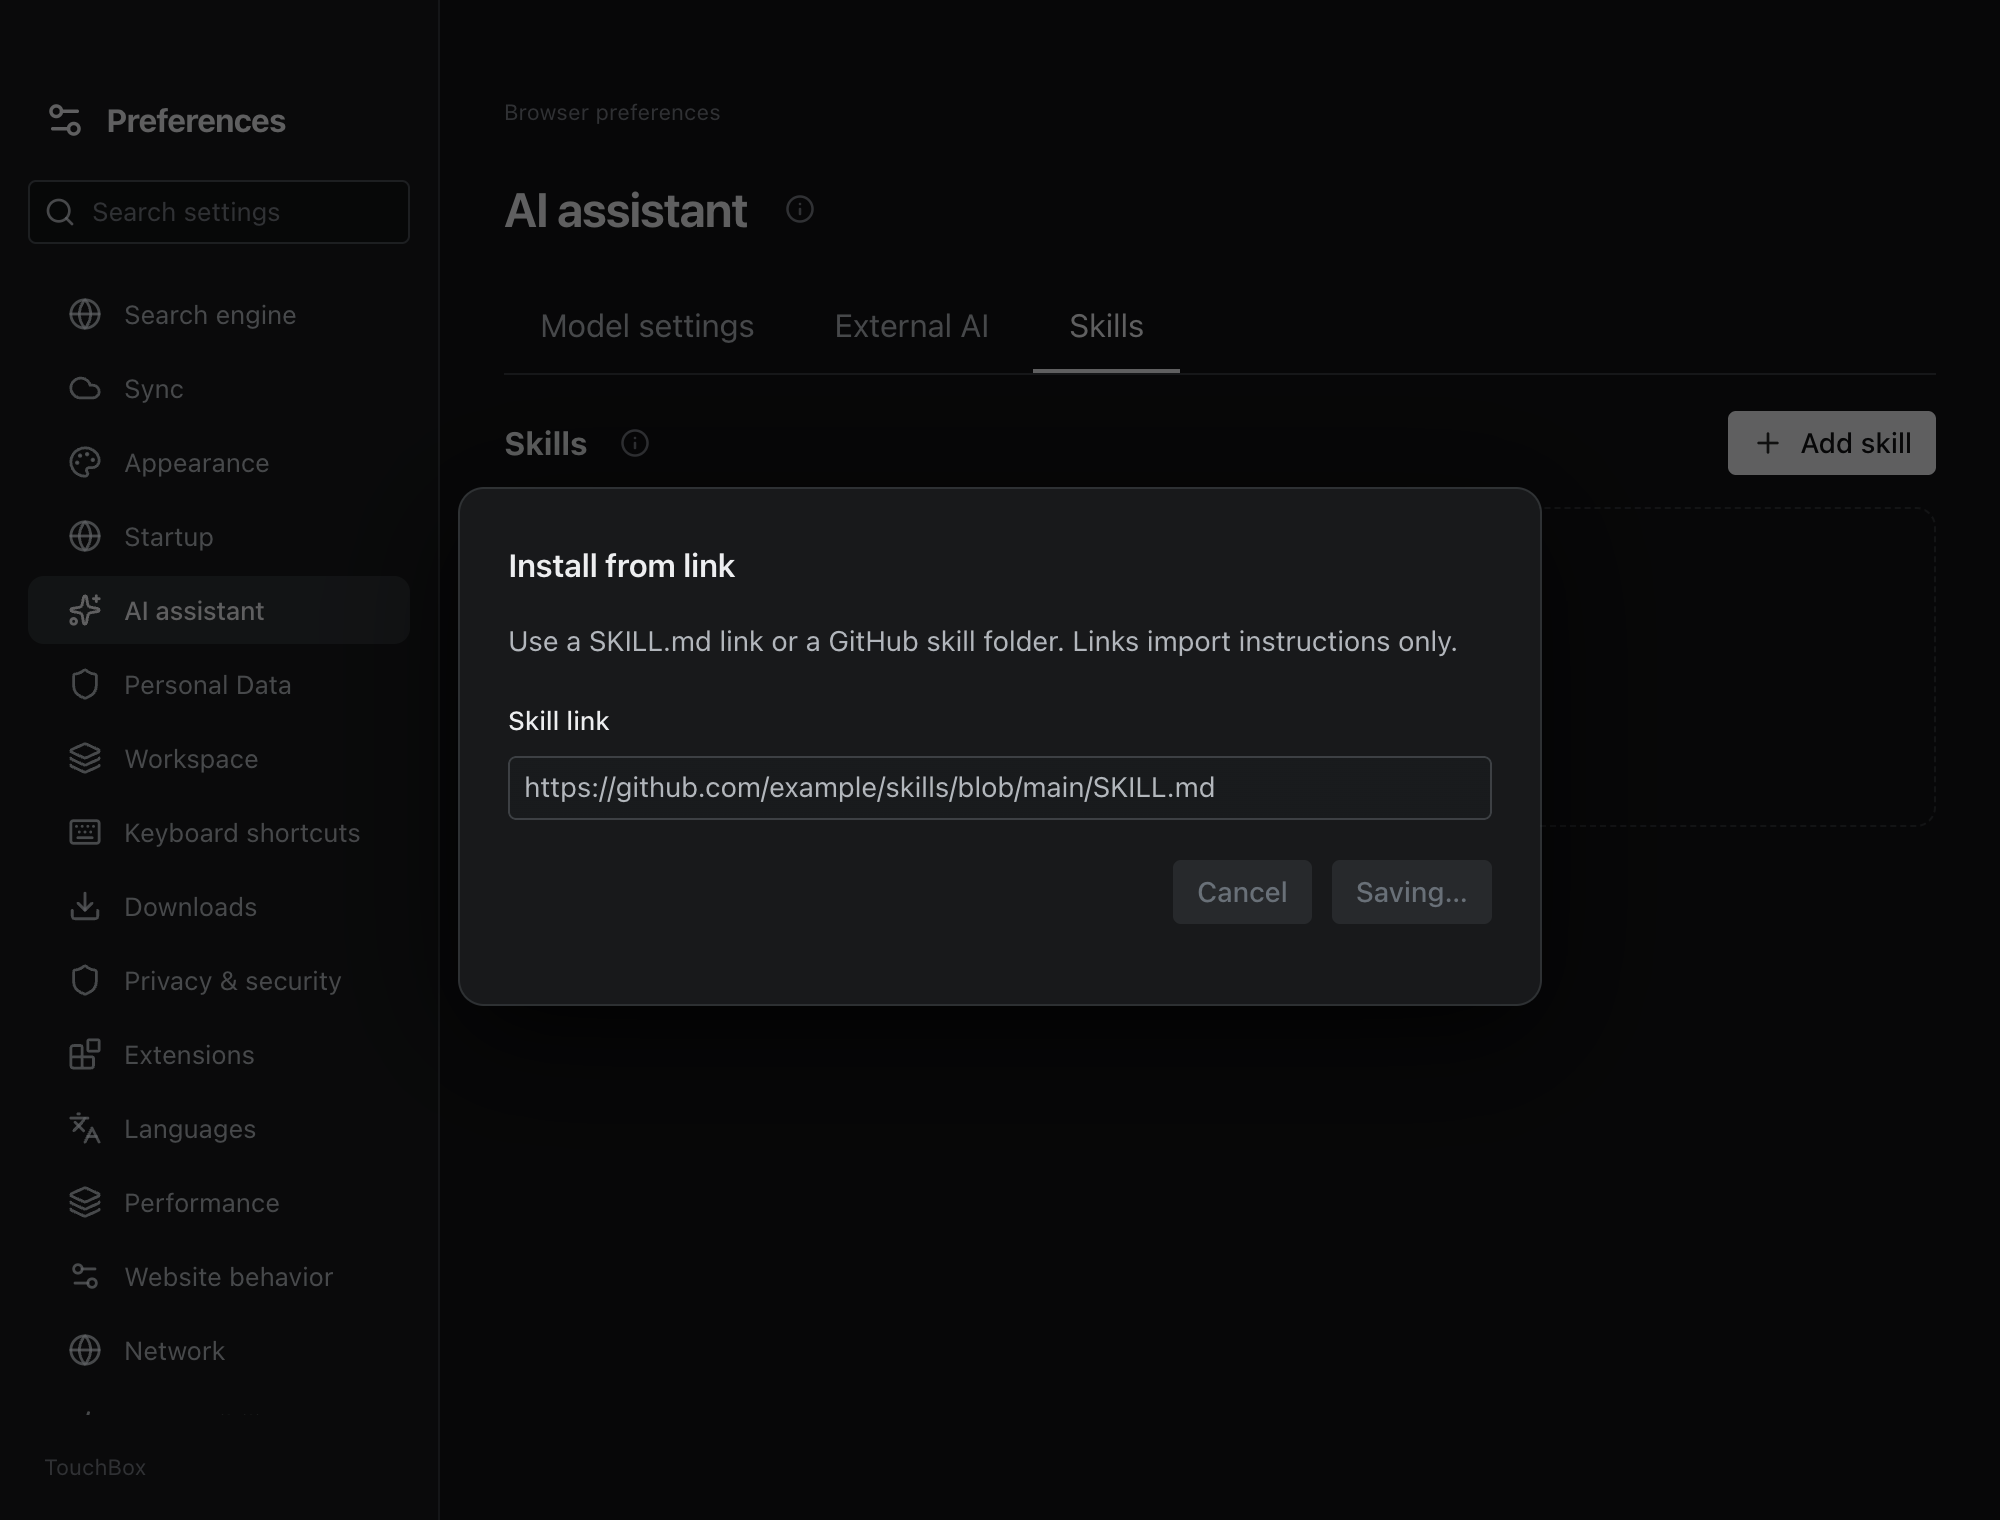 Preferences
Search settings
Search engine
Sync
Appearance
Startup
AI assistant
Personal Data
Workspace
Keyboard shortcuts
Downloads
Privacy & security
Extensions
Languages
Performance
Website behavior
Network
TouchBox
Browser preferences
AI assistant
Model settings
External AI
Skills
Skills
Add skill
Install from link
Use a SKILL.md link or a GitHub skill folder. Links import instructions only.
Skill link
https://github.com/example/skills/blob/main/SKILL.md
Cancel
Saving...